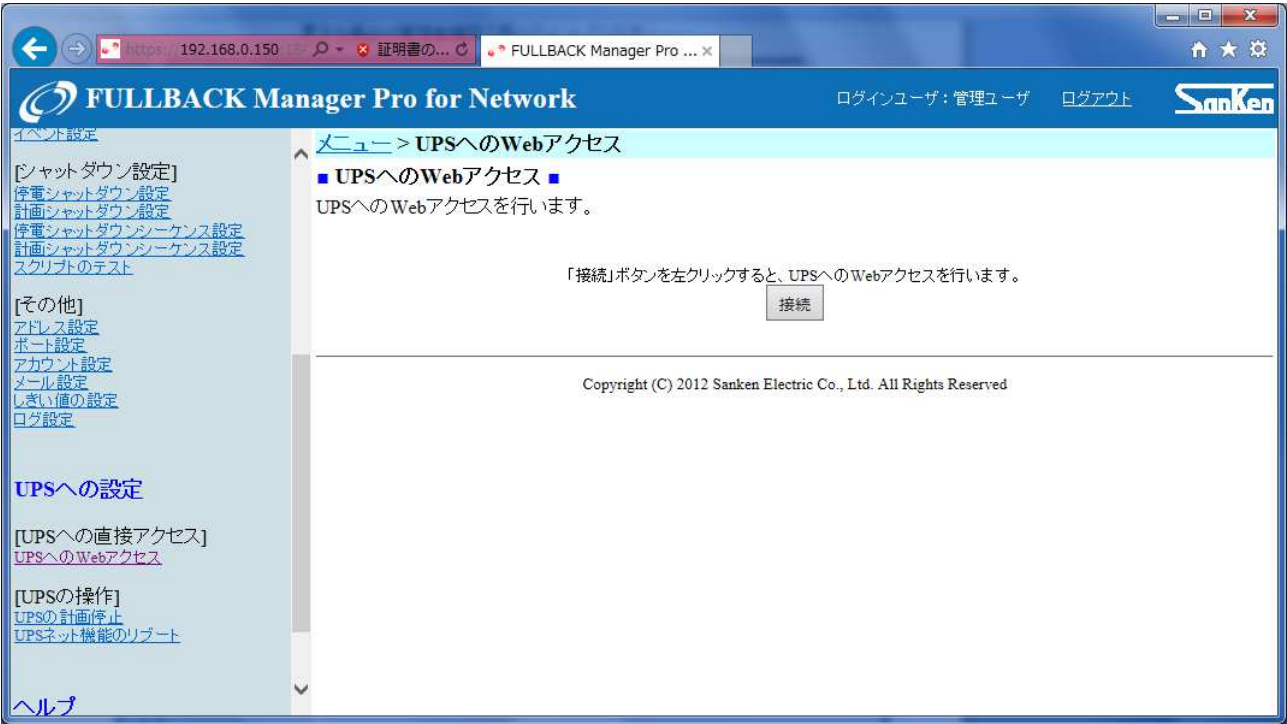 https:// 192.168.0.150
証明書の...
FULLBACK Manager Pro ...
FULLBACK Manager Pro for Network
ログインユーザ:管理ユーザ
ログアウト
SanKen
イベント設定
[シャットダウン設定]
停電シャットダウン設定
計画シャットダウン設定
停電シャットダウンシーケンス設定
計画シャットダウンシーケンス設定
スクリプトのテスト
[その他]
アドレス設定
ポート設定
アカウント設定
メール設定
しきい値の設定
ログ設定
UPSへの設定
[UPSへの直接アクセス]
UPSへのWebアクセス
[UPSの操作]
UPSの計画停止
UPSネット機能のリブート
ヘルプ
メニュー > UPSへのWebアクセス
■ UPSへのWebアクセス ■
UPSへのWebアクセスを行います。
「接続」ボタンを左クリックすると、UPSへのWebアクセスを行います。
接続
Copyright (C) 2012 Sanken Electric Co., Ltd. All Rights Reserved